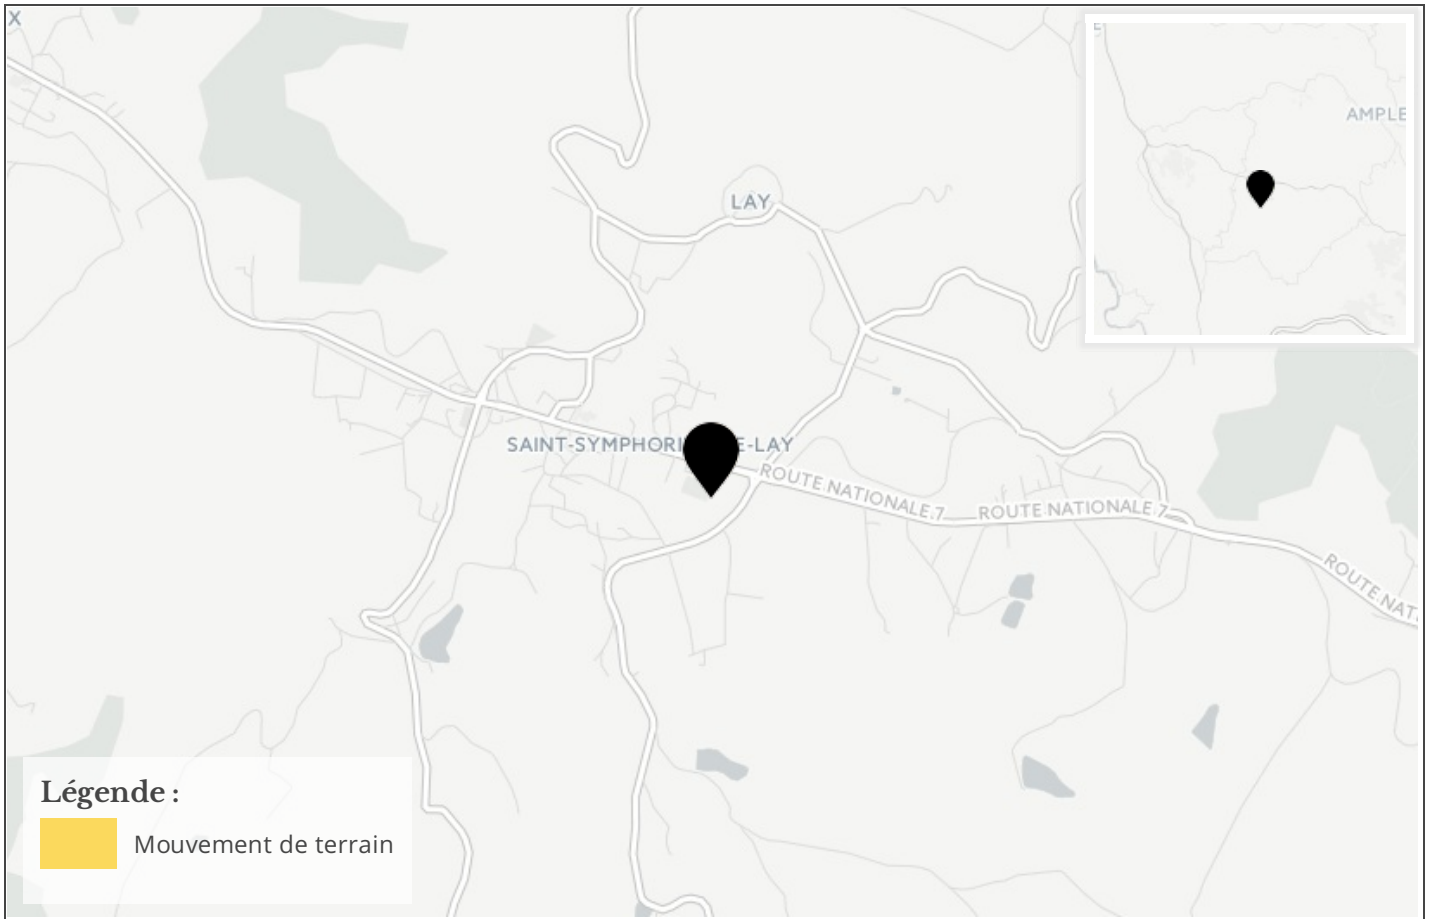 X
E
AMPLE
LAY
SAINT-SYMPHORI E-LAY
ROUTE NATIONALE 7
ROUTE NATIONALE 7
ROUTE NAT
Légende :
Mouvement de terrain